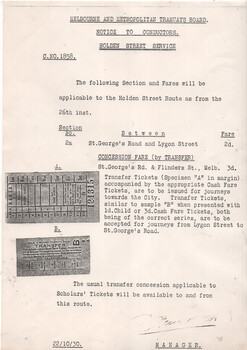 MELBOURNE AND METROPOLITAN TRAMWAYS BOARD.
NOTICE TO CONDUCTORS.
HOLDEN STREET SERVICE
C.NO.1858.
The following Section and Fares will be
applicable to the Holden Street Route as from the
26th inst.
Section
No. Between Fare
2a St.George's Road and Lygon Street 2d.
CONCESSION FARE (by TRANSFER)
A. St.George's Rd. & Flinders St., Melb. 3d.
Transfer Tickets (Specimen "A" in margin)
accompanied by the appropriate Cash Fare
Tickets, are to be issued for journeys
towards the City. Transfer Tickets,
similar to sample "B" when presented with
1d.Child or 3d.Cash Fare Tickets, both
being of the correct series, are to be
accepted for journeys from Lygon Street to
St.George's Road.
B.
TRANSFER B
The usual transfer concession applicable to
Scholars' Tickets will be available to and from
this route.
22/10/30. MANAGER.